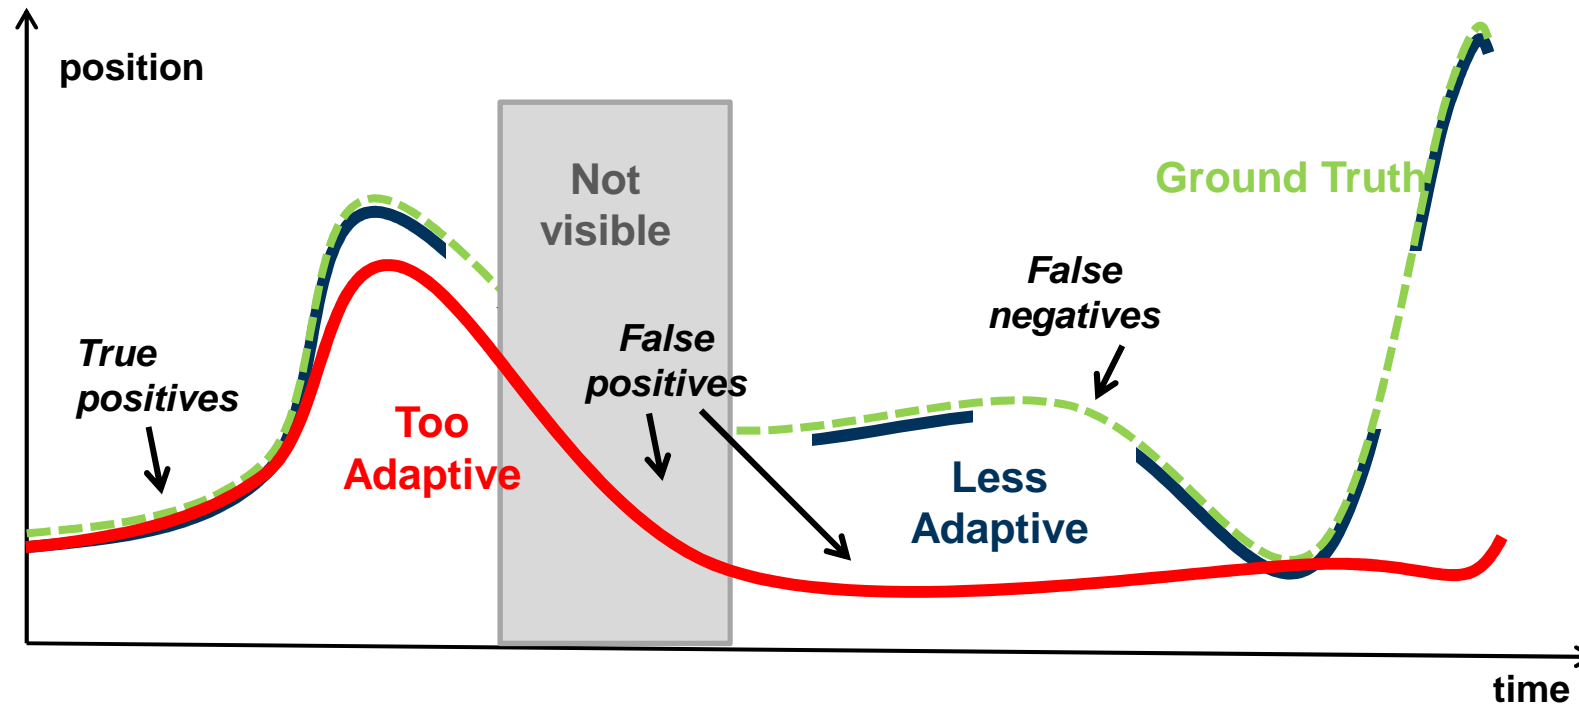 position
Not
visible
Ground Truth
False
negatives
True
positives
False
positives
Too
Adaptive
Less
Adaptive
time